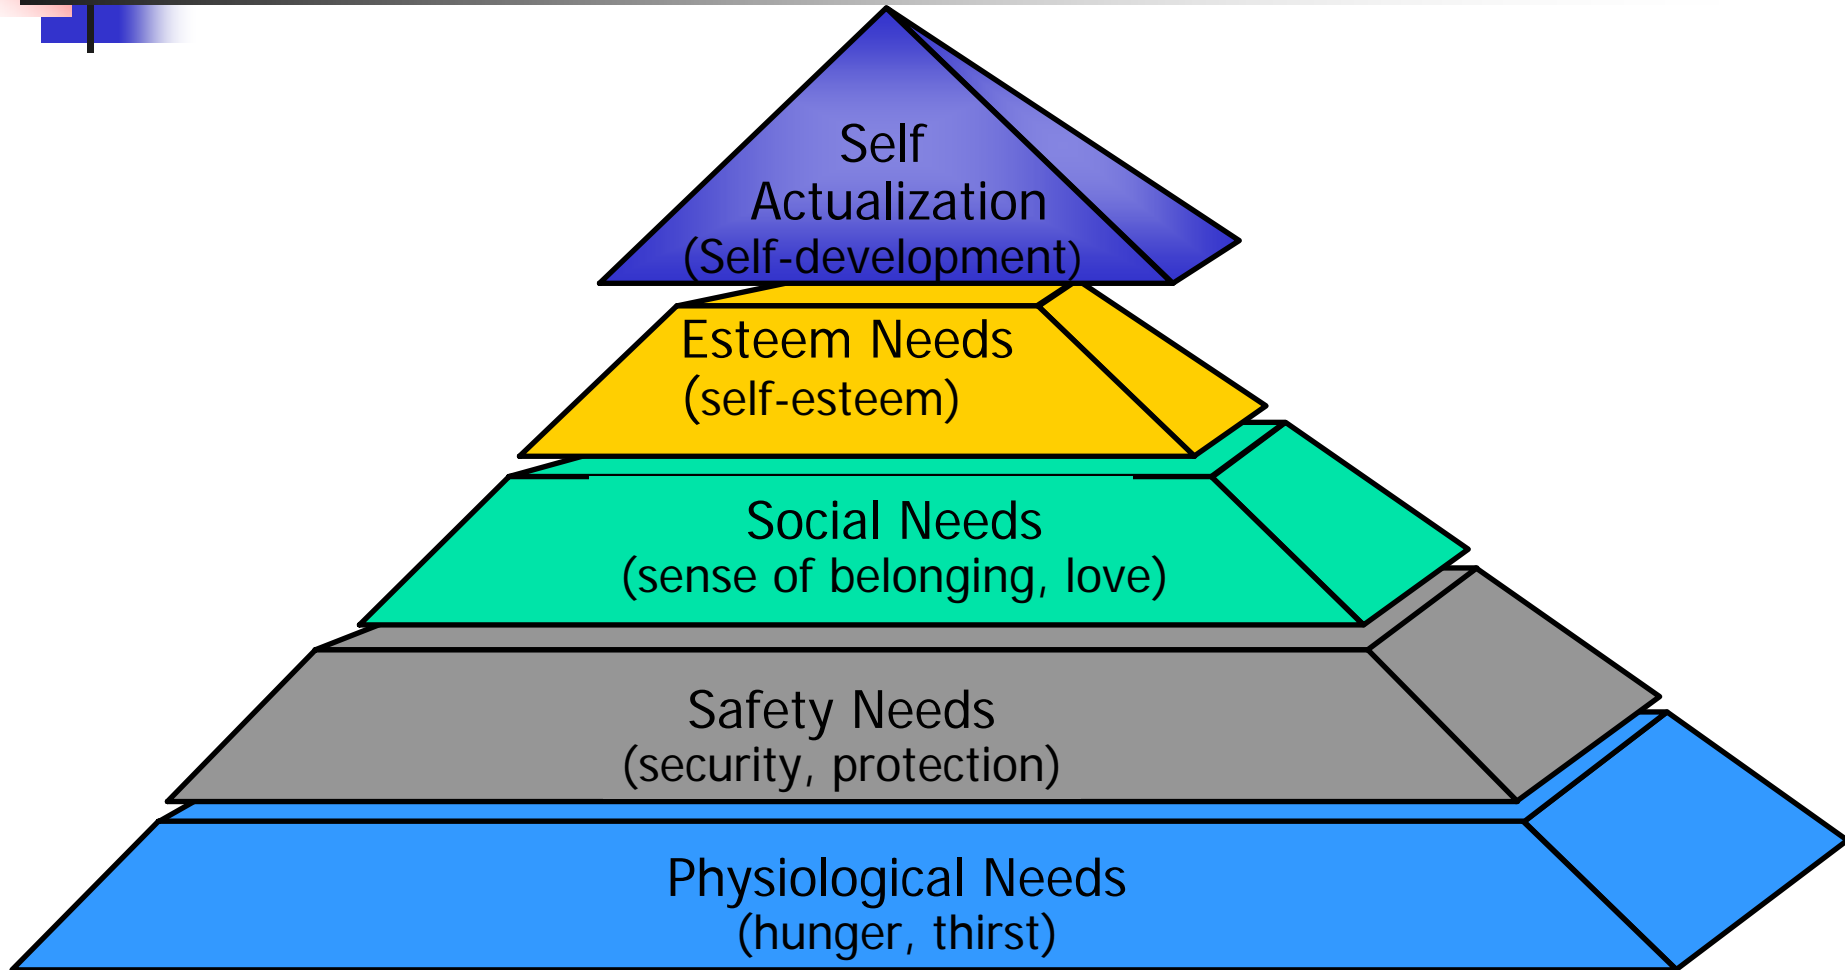 Self
Actualization
(Self-development)
Esteem Needs
(self-esteem)
Social Needs
(sense of belonging, love)
Safety Needs
(security, protection)
Physiological Needs
(hunger, thirst)